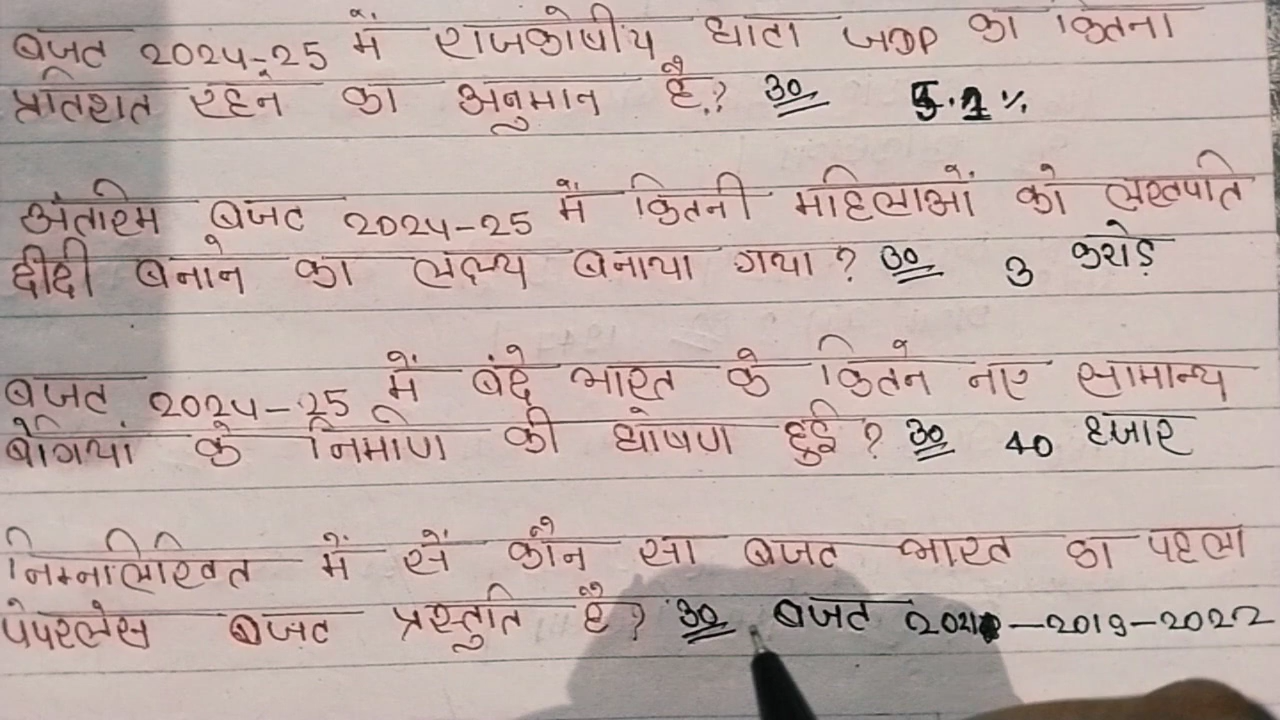 बजट 2024-25 में राजकोषीय घाटा GDP का कितना
प्रतिशत रहने का अनुमान है? उ० 5.1%
अंतरिम बजट 2024-25 में कितनी महिलाओं को लखपति
दीदी बनाने का लक्ष्य बनाया गया? उ० 3 करोड़
बजट 2024-25 में वंदे भारत के कितने नए सामान्य
बोगियों के निर्माण की घोषण हुई? उ० 40 हजार
निम्नलिखित में से कौन सा बजट भारत का पहला
पेपरलेस बजट प्रस्तुति है? उ० बजट 2021-2019-2022